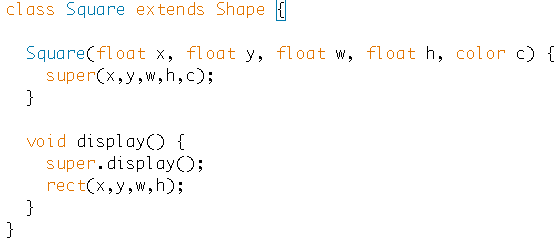 class Square extends Shape {
Square(float x, float y, float w, float h, color c) {
super(x,y,w,h,c);
}
void display() {
super.display();
rect(x,y,w,h);
}
}